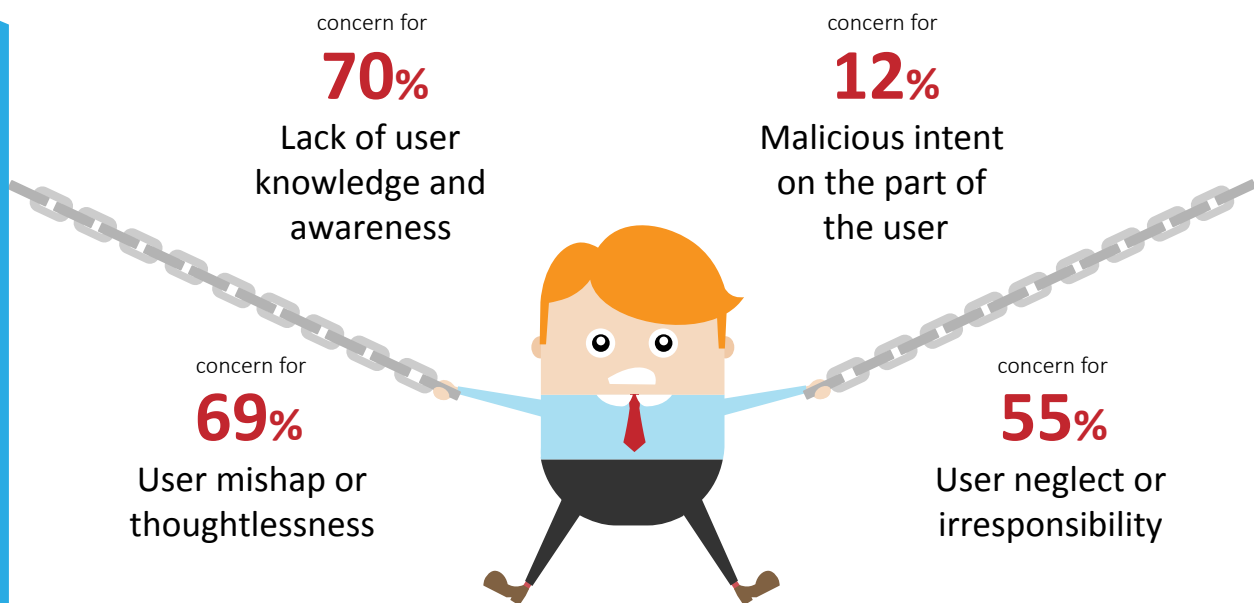 concern for
70%
Lack of user
knowledge and
awareness
concern for
12%
Malicious intent
on the part of
the user
concern for
69%
User mishap or
thoughtlessness
concern for
55%
User neglect or
irresponsibility